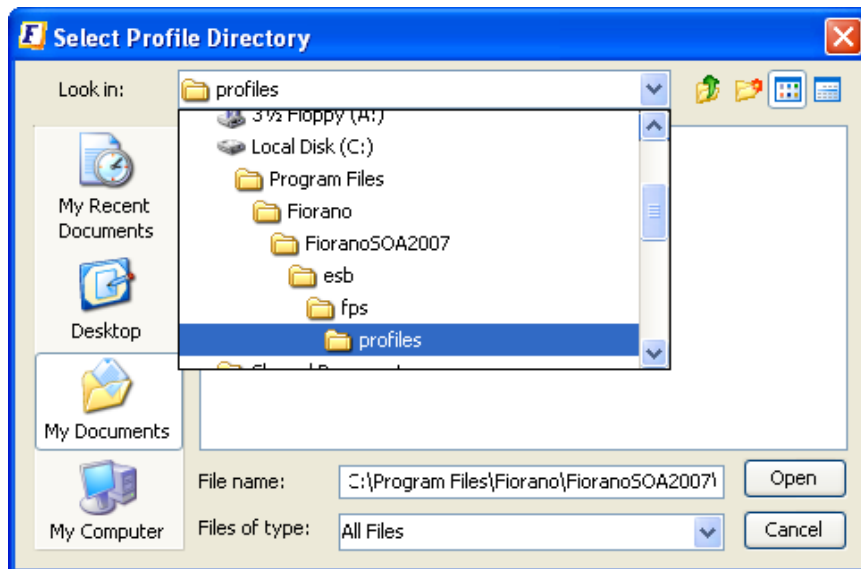 Select Profile Directory
Look in:
profiles
3½ Floppy (A:)
Local Disk (C:)
Program Files
Fiorano
FioranoSOA2007
esb
fps
profiles
My Recent
Documents
Desktop
My Documents
My Computer
File name:
C:\Program Files\Fiorano\FioranoSOA2007\
Open
Files of type:
All Files
Cancel